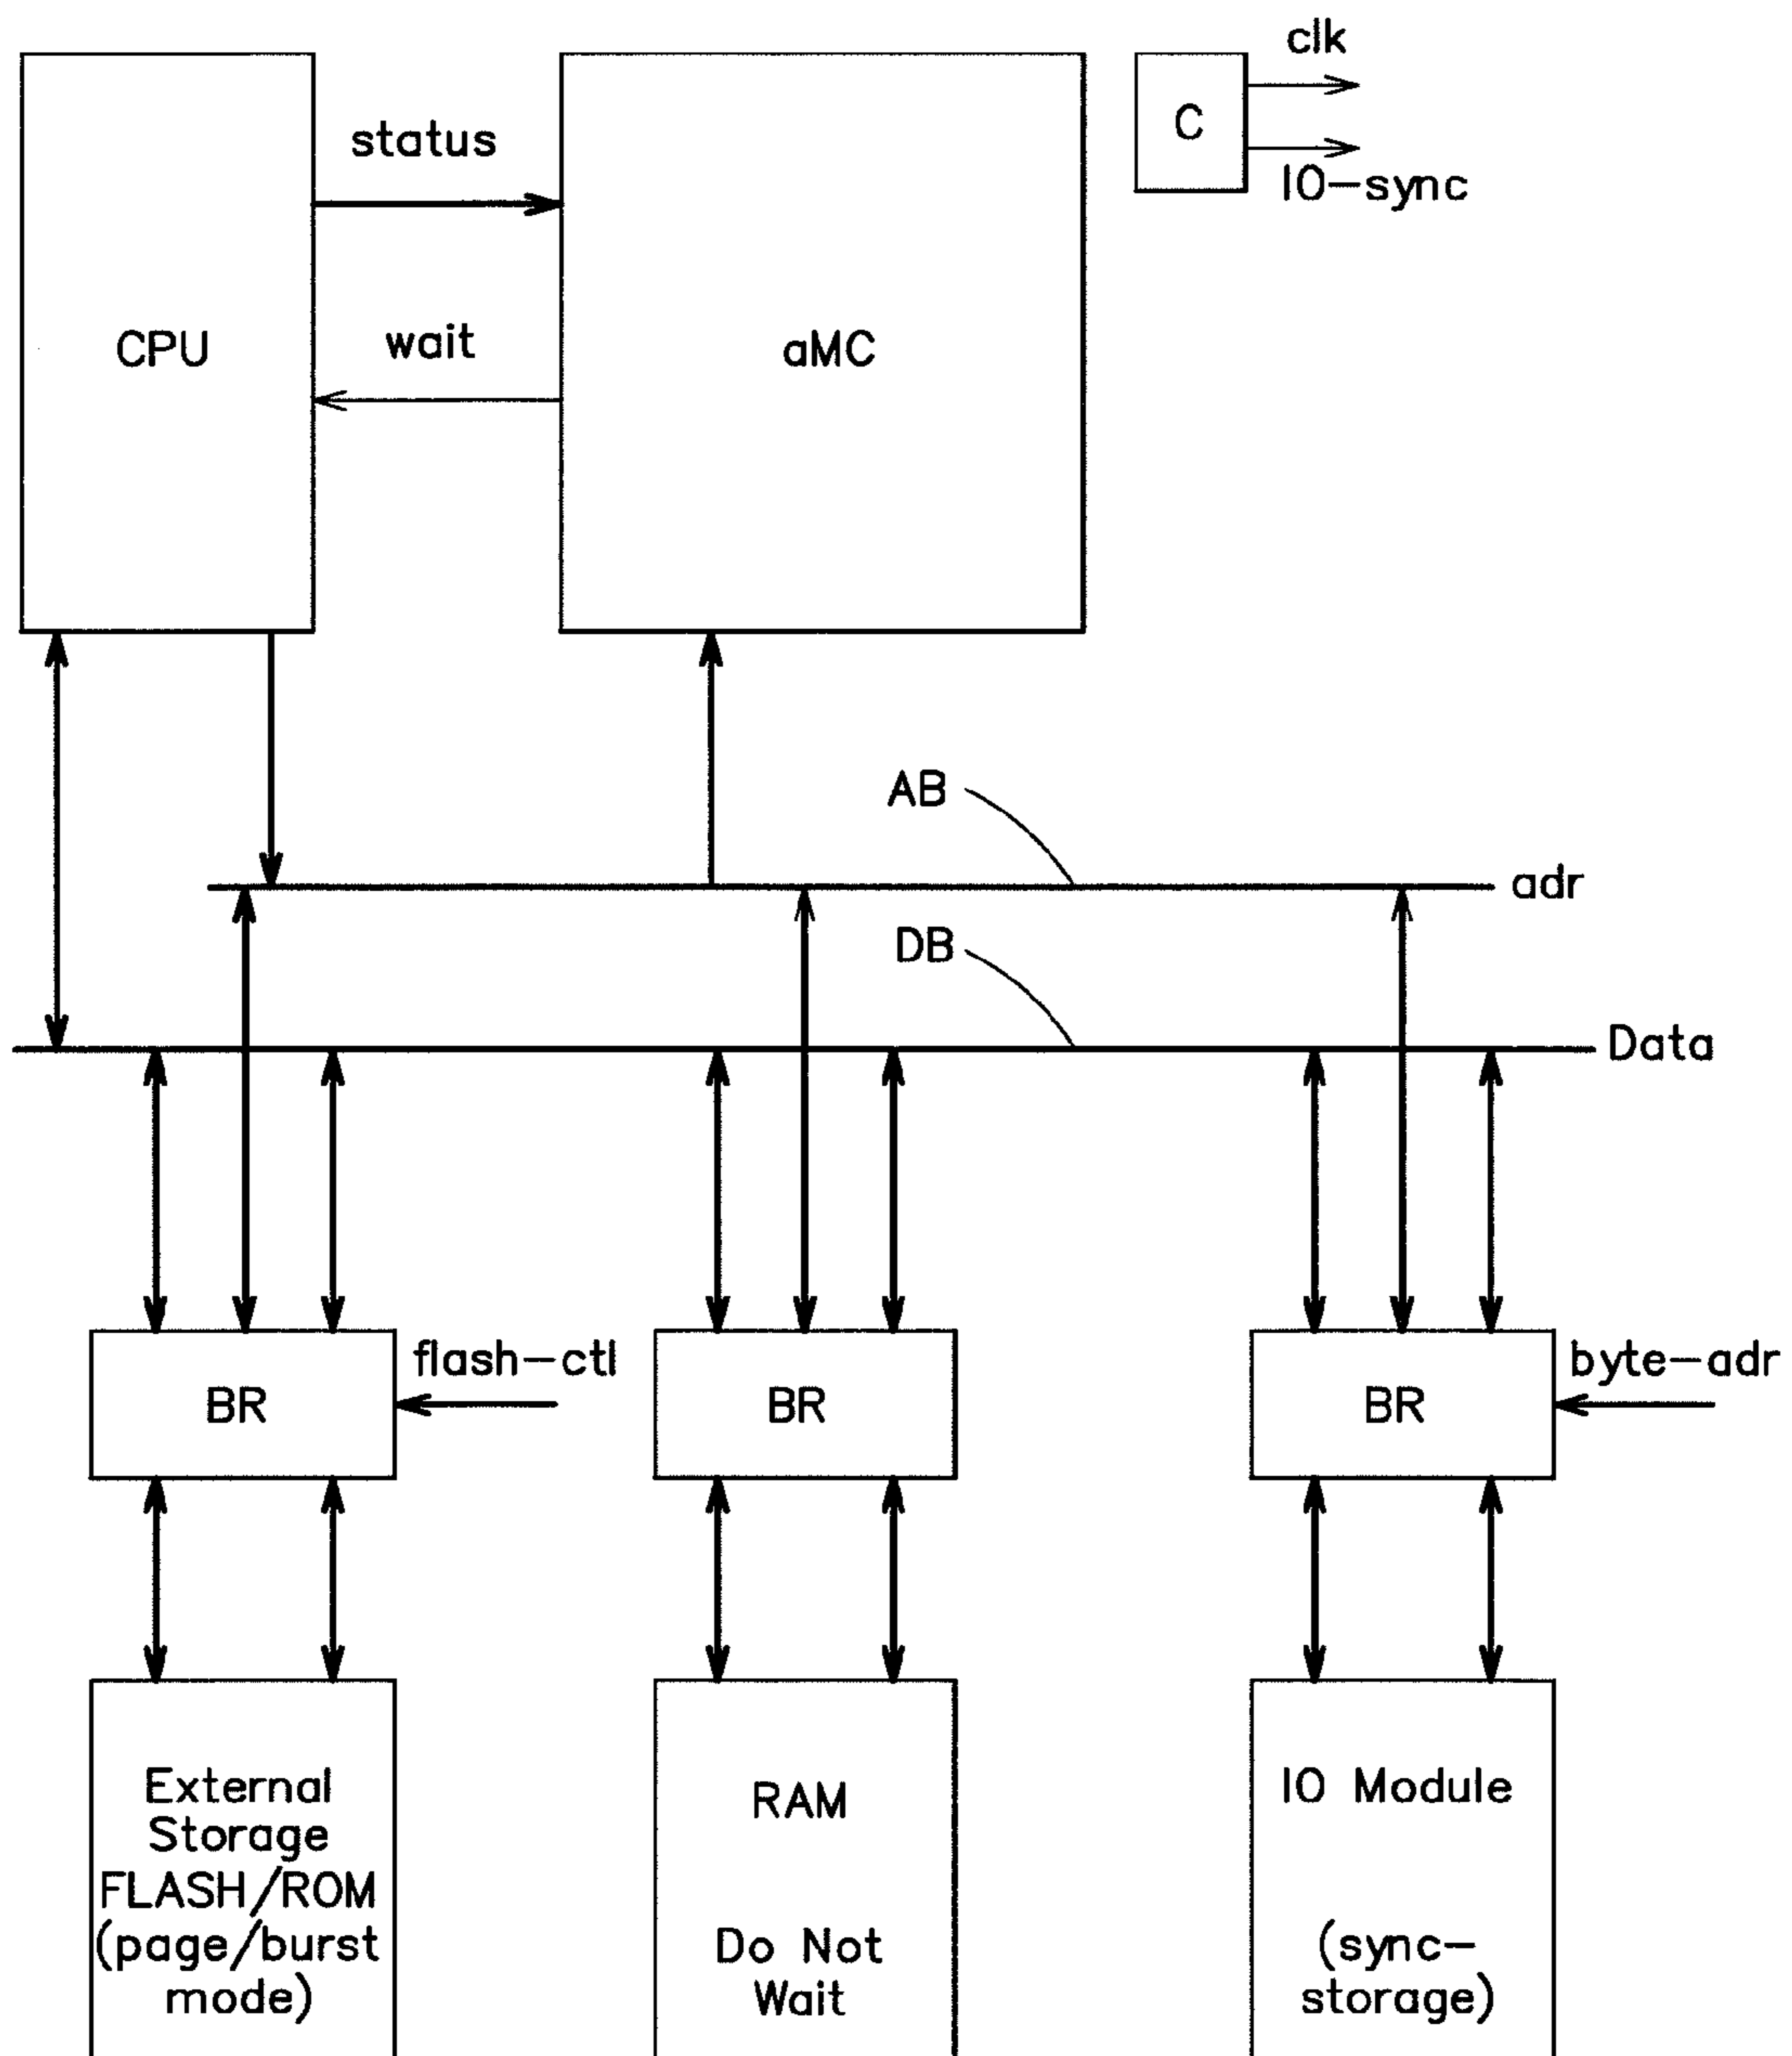 clk
C
IO-sync
status
CPU
wait
aMC
AB
adr
DB
Data
BR
flash-ctl
BR
BR
byte-adr
External
Storage
FLASH/ROM
(page/burst
mode)
RAM
Do Not
Wait
IO Module
(sync-
storage)